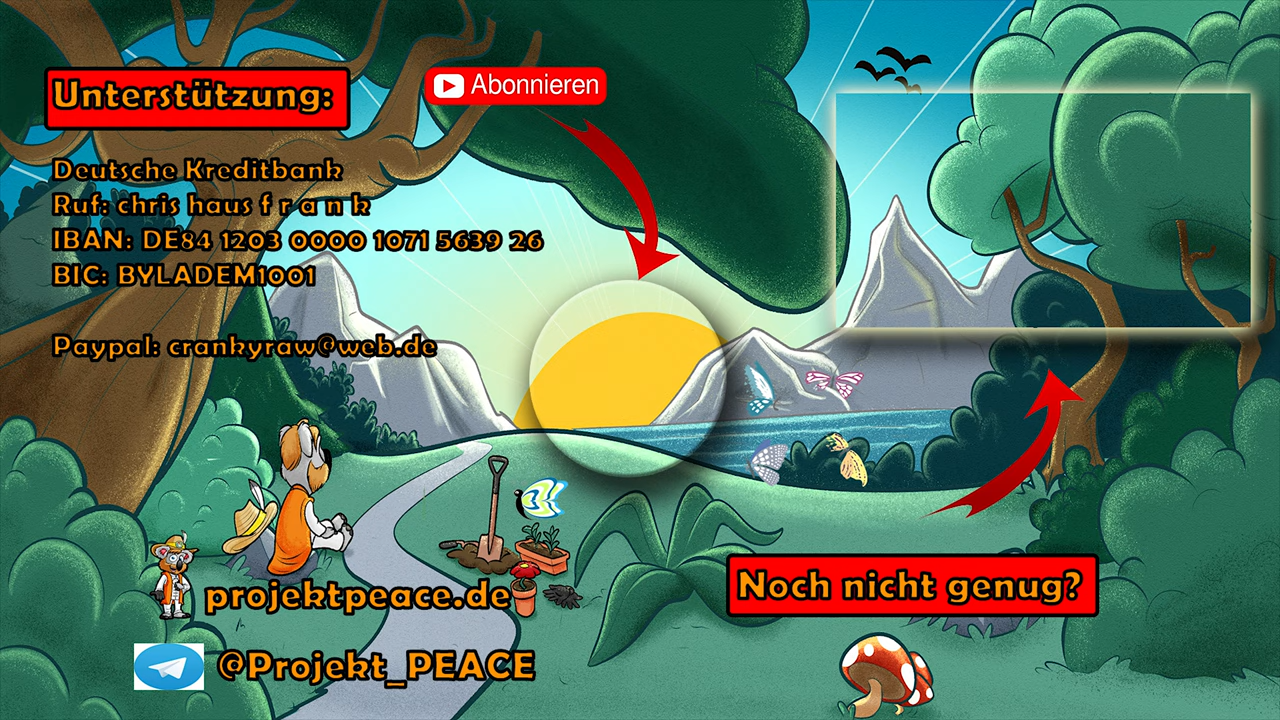 Unterstützung:
Abonnieren
Deutsche Kreditbank
Ruf: chris haus f r a n k
IBAN: DE84 1203 0000 1071 5639 26
BIC: BYLADEM1001
Paypal: crankyraw@web.de
Noch nicht genug?
projektpeace.de
@Projekt_PEACE